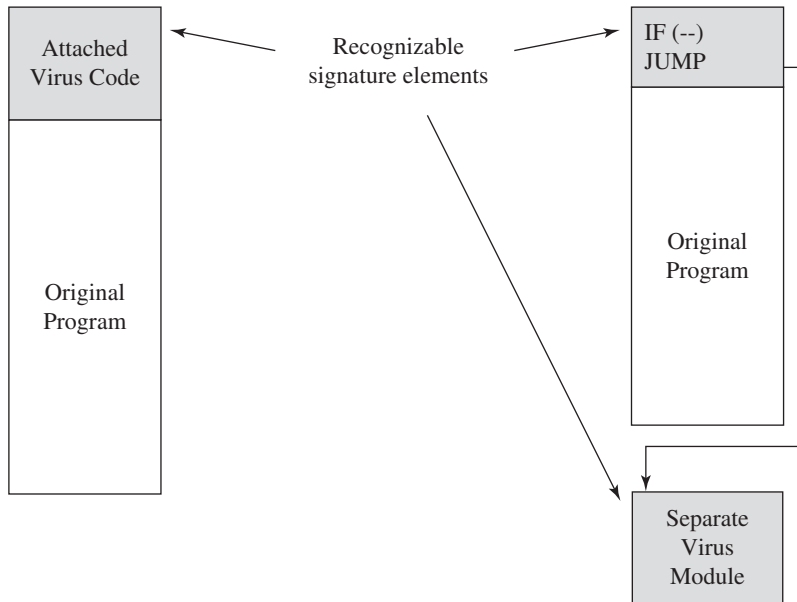 Attached
Virus Code
Recognizable
signature elements
IF (--)
JUMP
Original
Program
Original
Program
Separate
Virus
Module